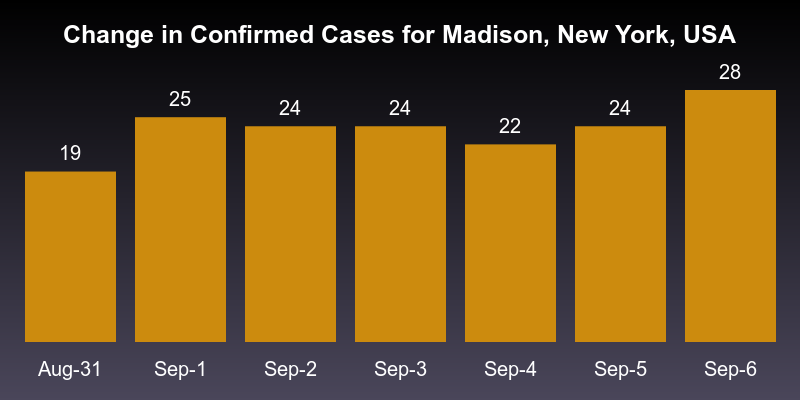 Change in Confirmed Cases for Madison, New York, USA
19 25 24 24 22 24 28
Aug-31 Sep-1 Sep-2 Sep-3 Sep-4 Sep-5 Sep-6